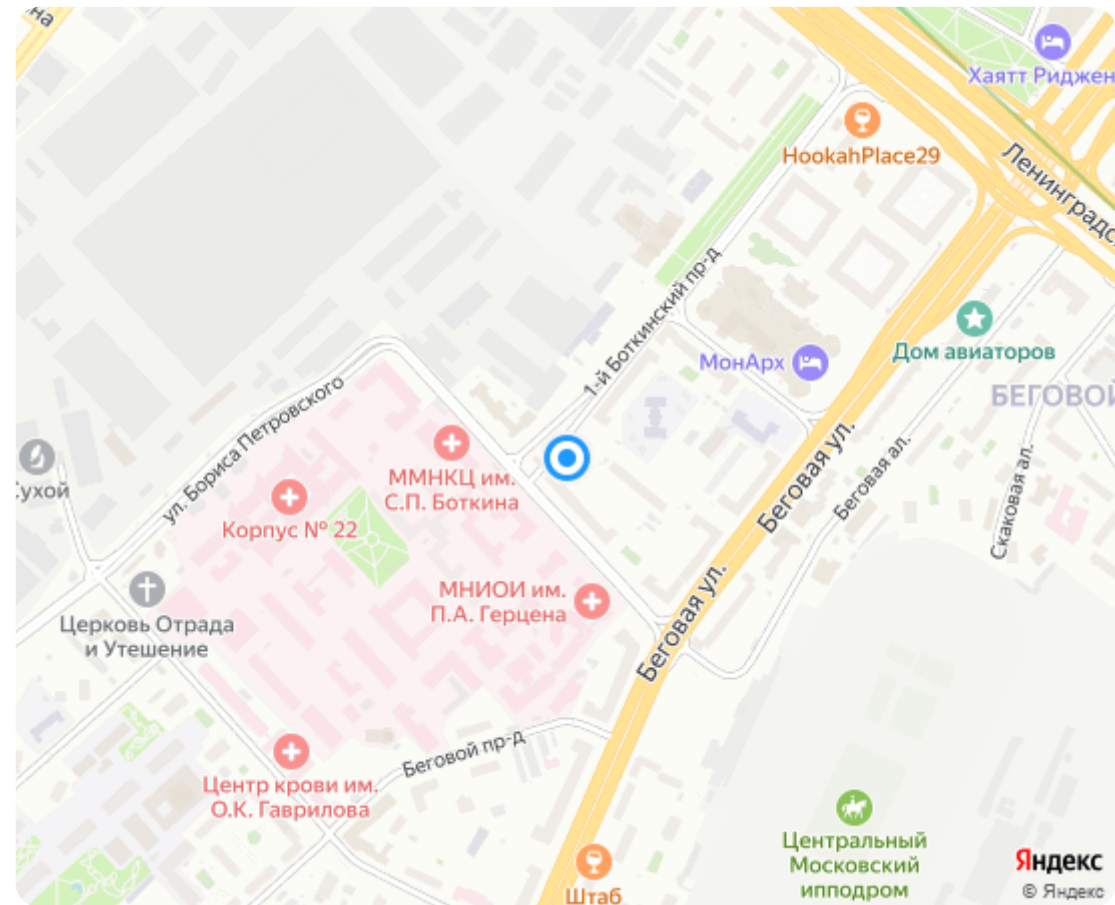 на
Хаятт Риджен
HookahPlace29
Ленинградс
1-й Боткинский пр-д
Дом авиаторов
МонАрх
БЕГОВОЙ
ул. Бориса Петровского
Сухой
ММНКЦ им.
С.П. Боткина
Беговая ул.
Беговая ал.
Скаковая ал.
Корпус № 22
МНИОИ им.
П.А. Герцена
Церковь Отрада
и Утешение
Беговая ул.
Беговой пр-д
Центр крови им.
О.К. Гаврилова
Центральный
Московский
ипподром
Штаб
Яндекс
© Яндекс